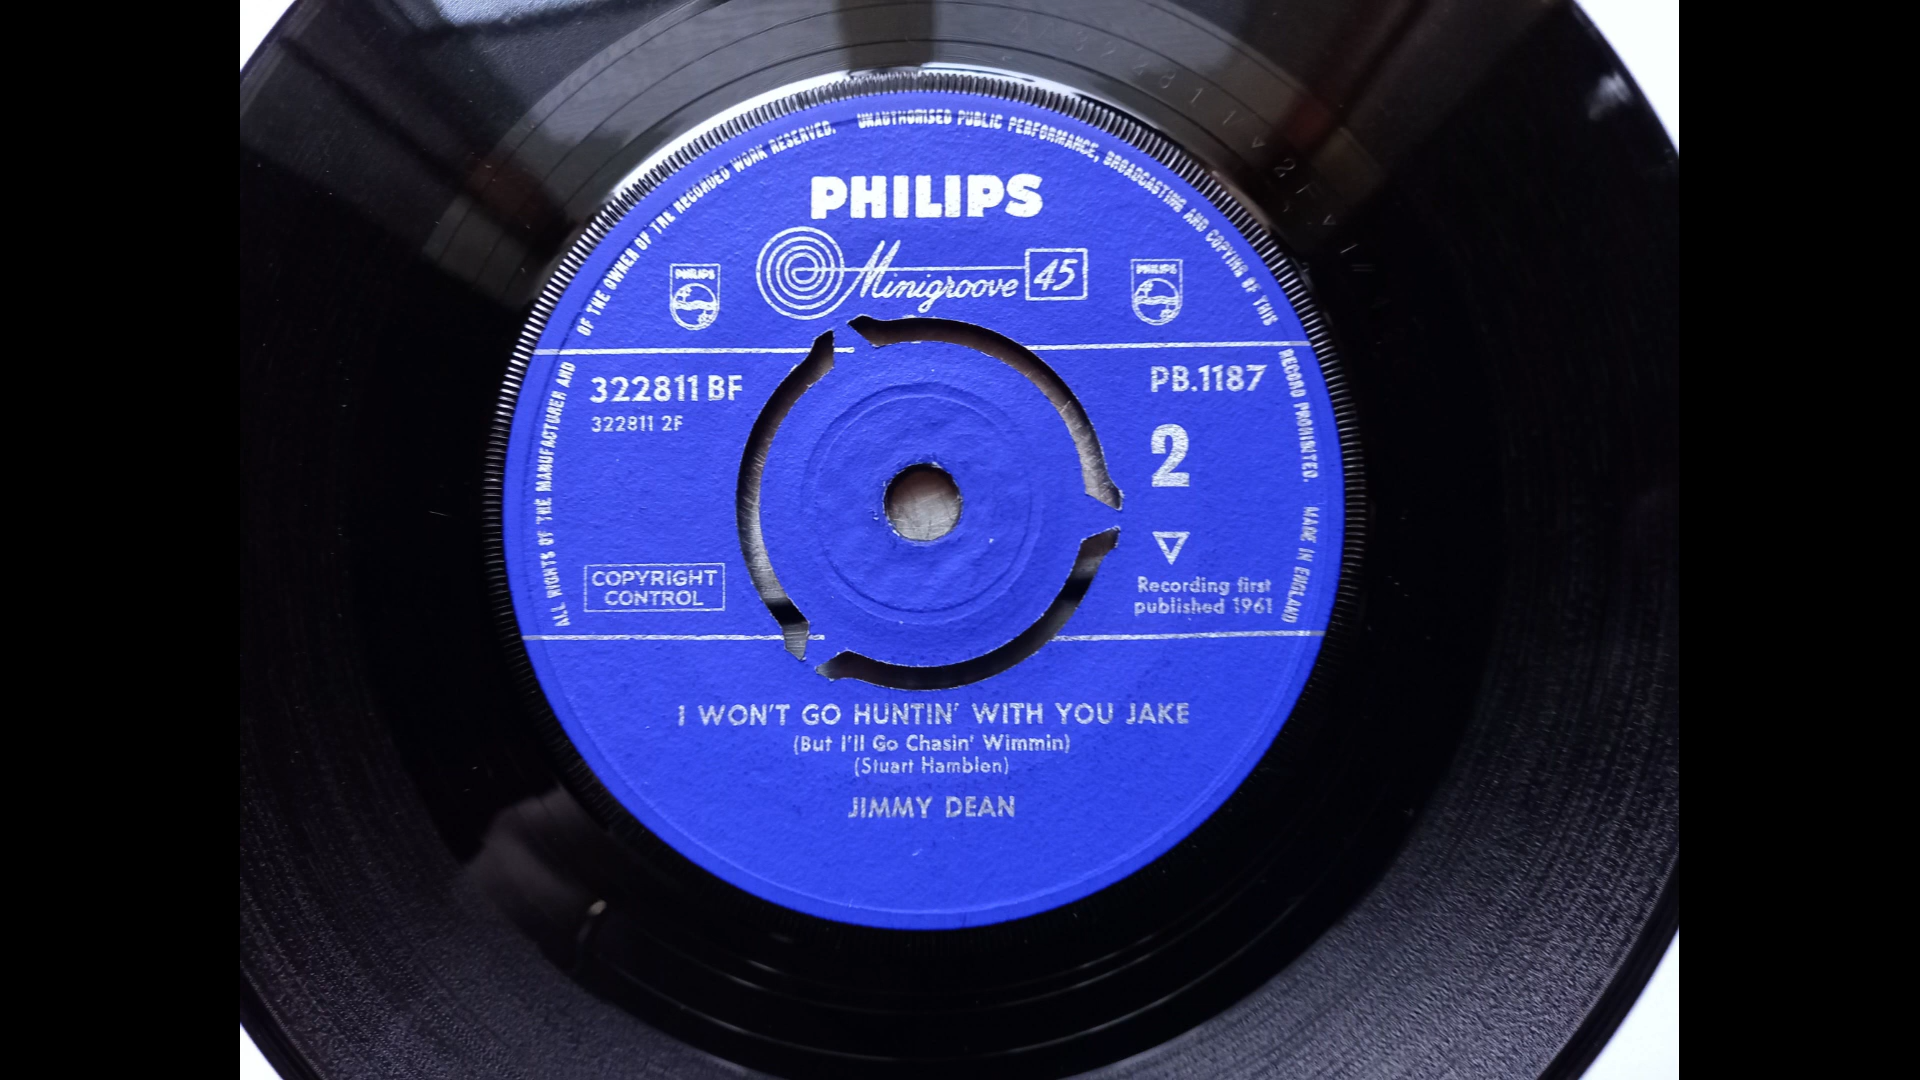 ALL RIGHTS OF THE MANUFACTURER AND OF THE OWNER OF THE RECORDED WORK RESERVED. UNAUTHORISED PUBLIC PERFORMANCE, BROADCASTING AND COPYING OF THIS RECORD PROHIBITED. MADE IN ENGLAND
PHILIPS
Minigroove 45
PHILIPS
PHILIPS
322811 BF
322811 2F
PB.1187
2
COPYRIGHT
CONTROL
Recording first
published 1961
I WON'T GO HUNTIN' WITH YOU JAKE
(But I'll Go Chasin' Wimmin)
(Stuart Hamblen)
JIMMY DEAN